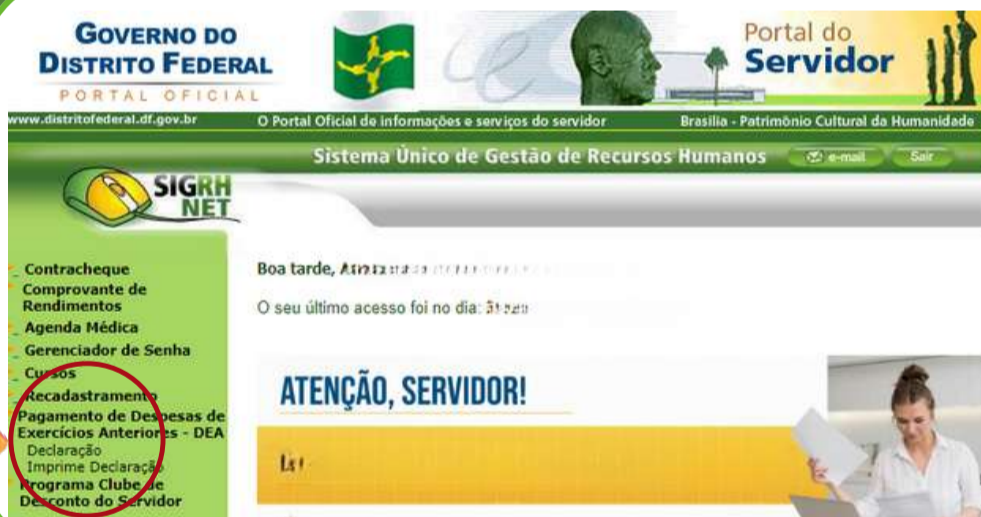 GOVERNO DO
DISTRITO FEDERAL
PORTAL OFICIAL
Portal do
Servidor
www.distritofederal.df.gov.br
O Portal Oficial de informações e serviços do servidor
Brasília - Patrimônio Cultural da Humanidade
Sistema Único de Gestão de Recursos Humanos
e-mail
Sair
SIGRH
NET
Contracheque
Comprovante de
Rendimentos
Agenda Médica
Gerenciador de Senha
Cursos
Recadastramento
Pagamento de Despesas de
Exercícios Anteriores - DEA
Declaração
Imprime Declaração
Programa Clube de
Desconto do Servidor
Boa tarde,
O seu último acesso foi no dia:
ATENÇÃO, SERVIDOR!